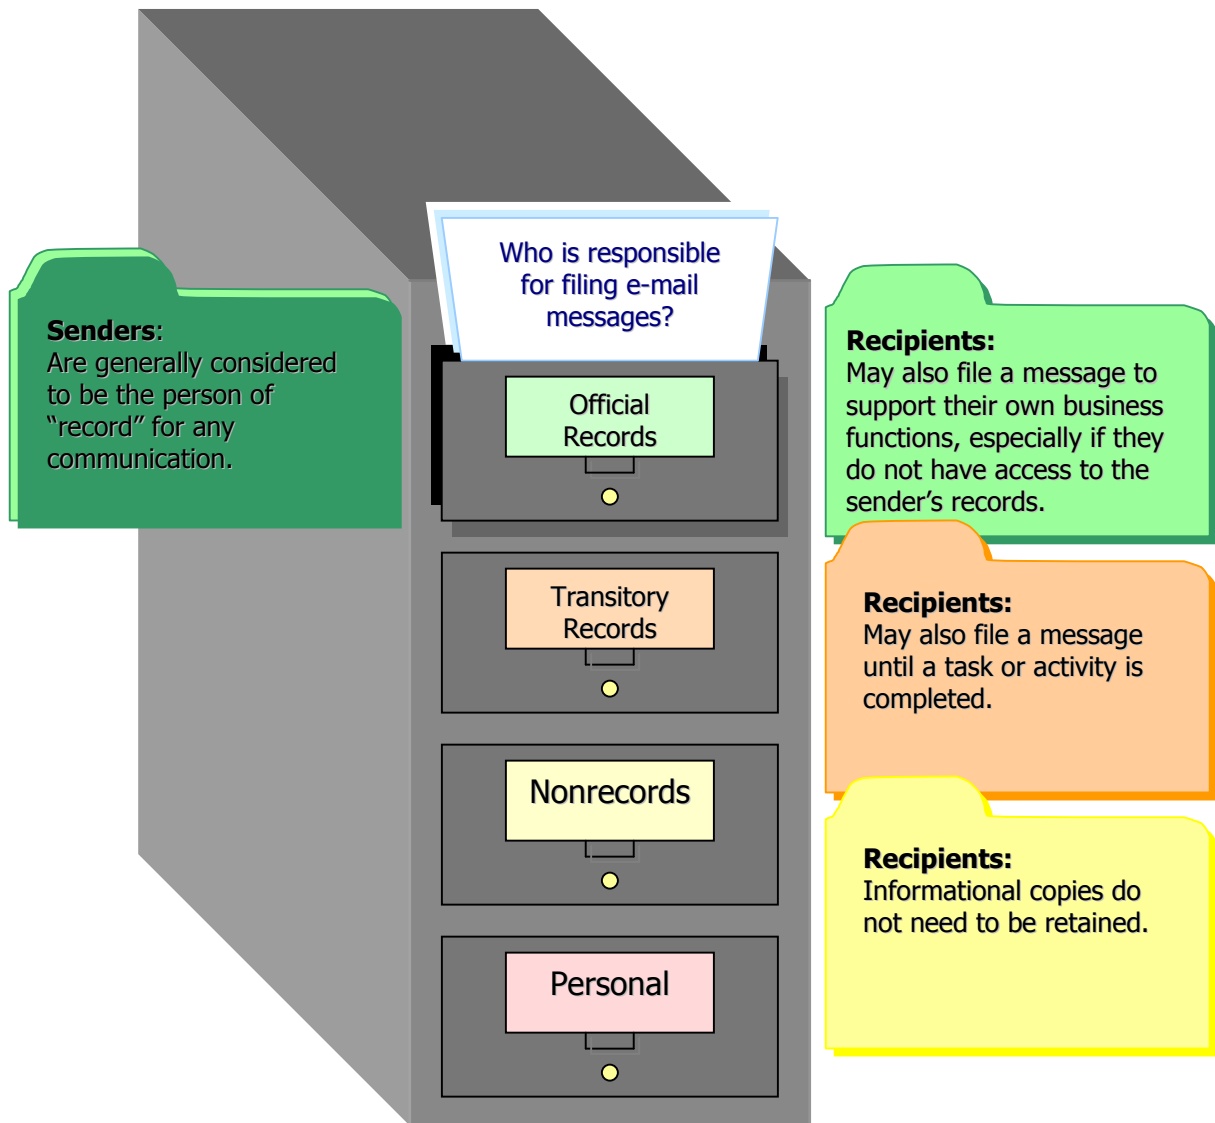 Who is responsible
for filing e-mail
messages?
Senders:
Are generally considered
to be the person of
“record” for any
communication.
Official
Records
Recipients:
May also file a message to
support their own business
functions, especially if they
do not have access to the
sender’s records.
Transitory
Records
Recipients:
May also file a message
until a task or activity is
completed.
Nonrecords
Recipients:
Informational copies do
not need to be retained.
Personal